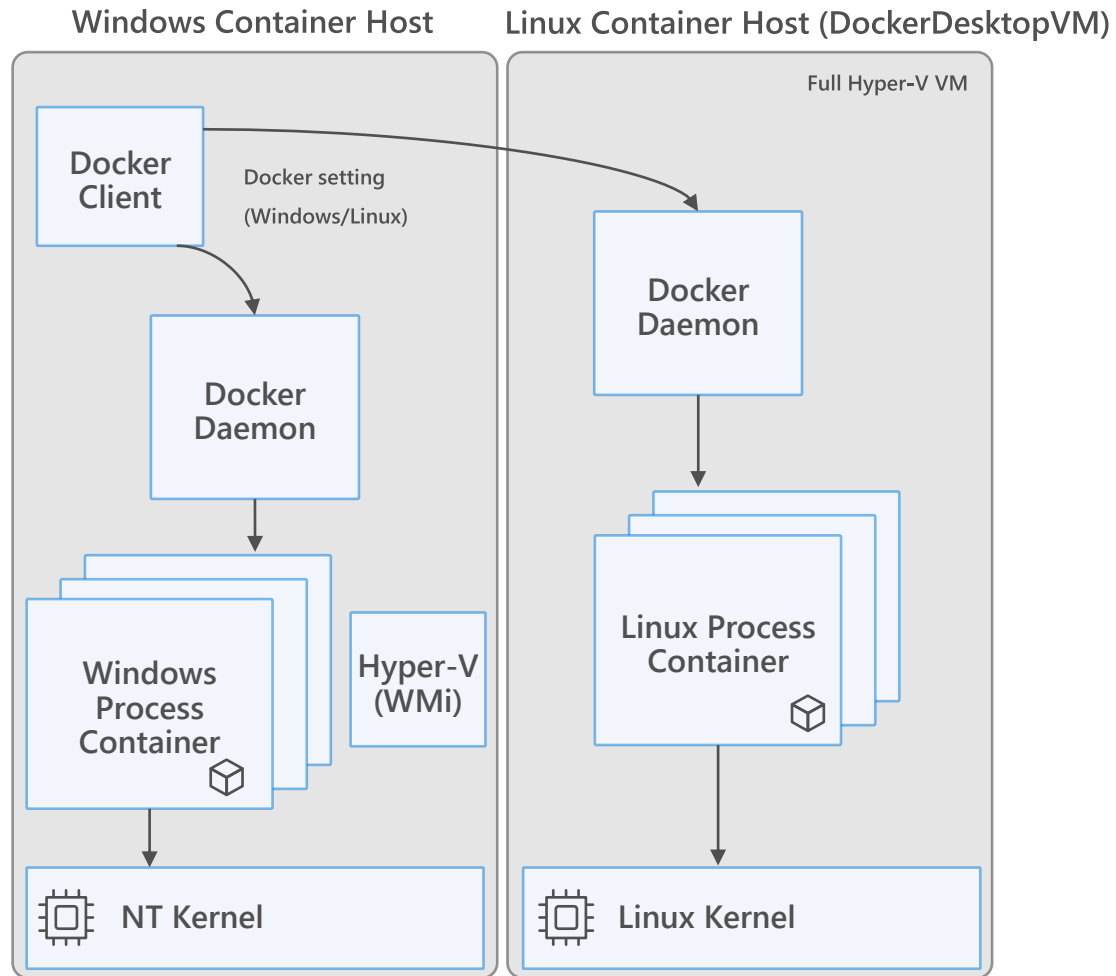 Windows Container Host
Linux Container Host (DockerDesktopVM)
Full Hyper-V VM
Docker
Client
Docker setting
(Windows/Linux)
Docker
Daemon
Docker
Daemon
Windows
Process
Container
Hyper-V
(WMi)
Linux Process
Container
NT Kernel
Linux Kernel